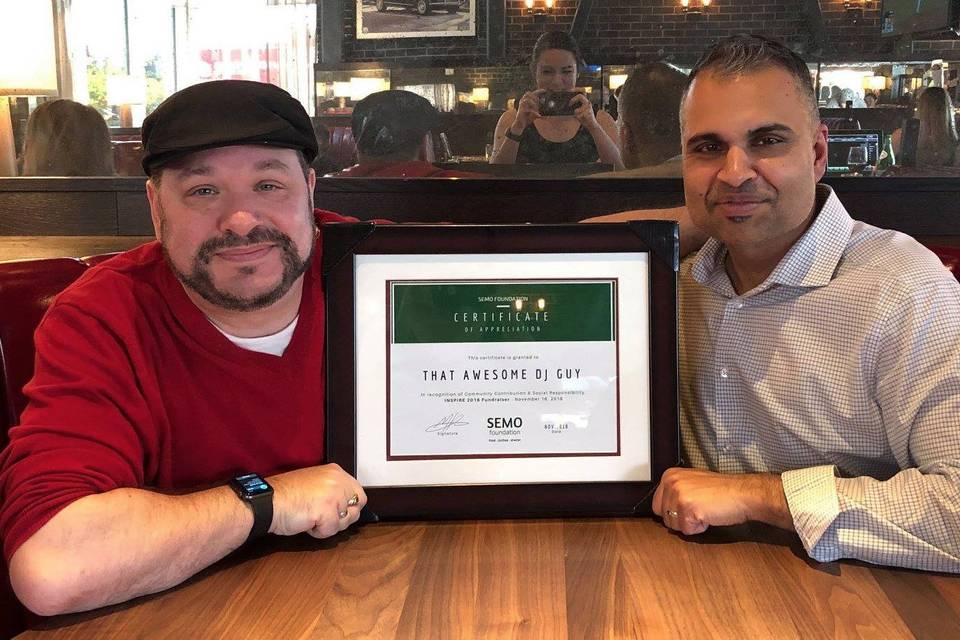 SEMO FOUNDATION
CERTIFICATE
OF APPRECIATION
This certificate is granted to
THAT AWESOME DJ GUY
In recognition of Community Contribution & Social Responsibility
INSPIRE 2018 Fundraiser - November 16, 2018
Signature
SEMO
foundation
Date